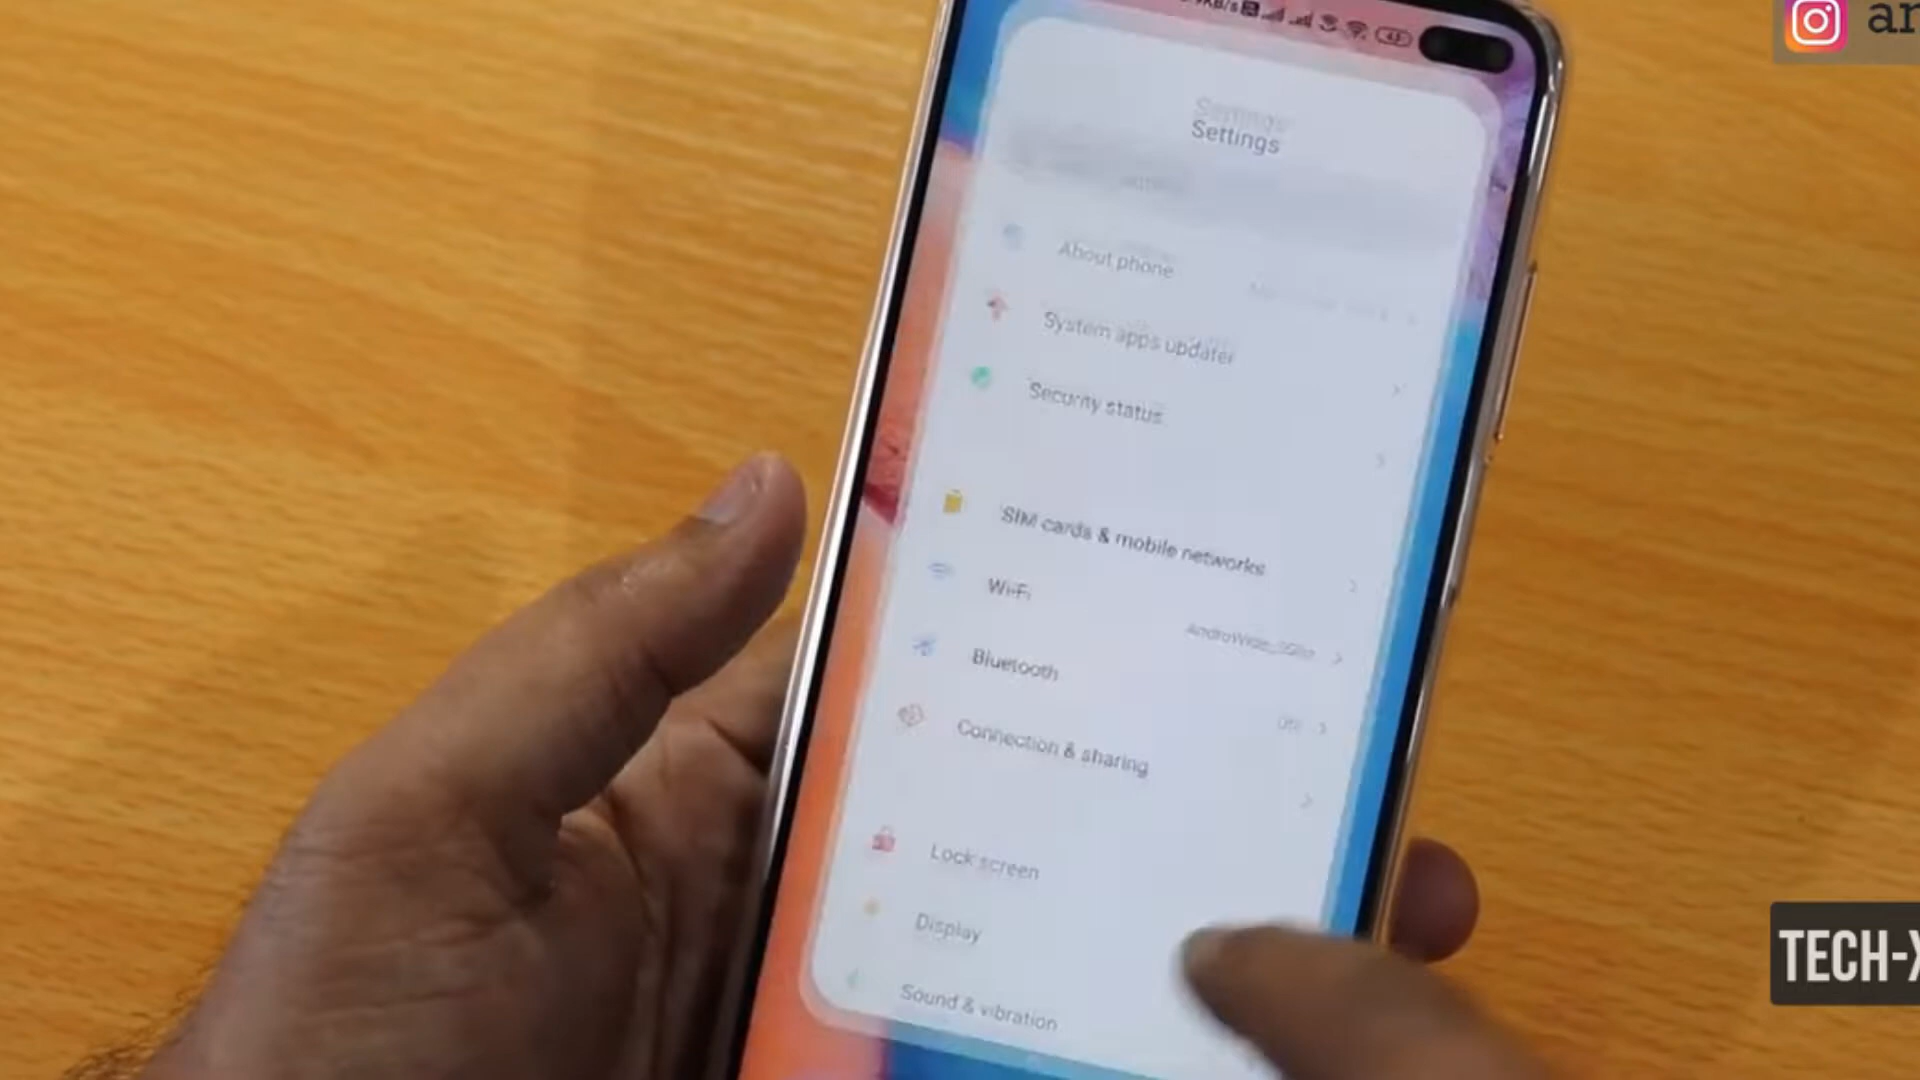 an
Settings
About phone
System apps updater
Security status
SIM cards & mobile networks
Wi-Fi
Bluetooth
Connection & sharing
Lock screen
Display
Sound & vibration
TECH-X